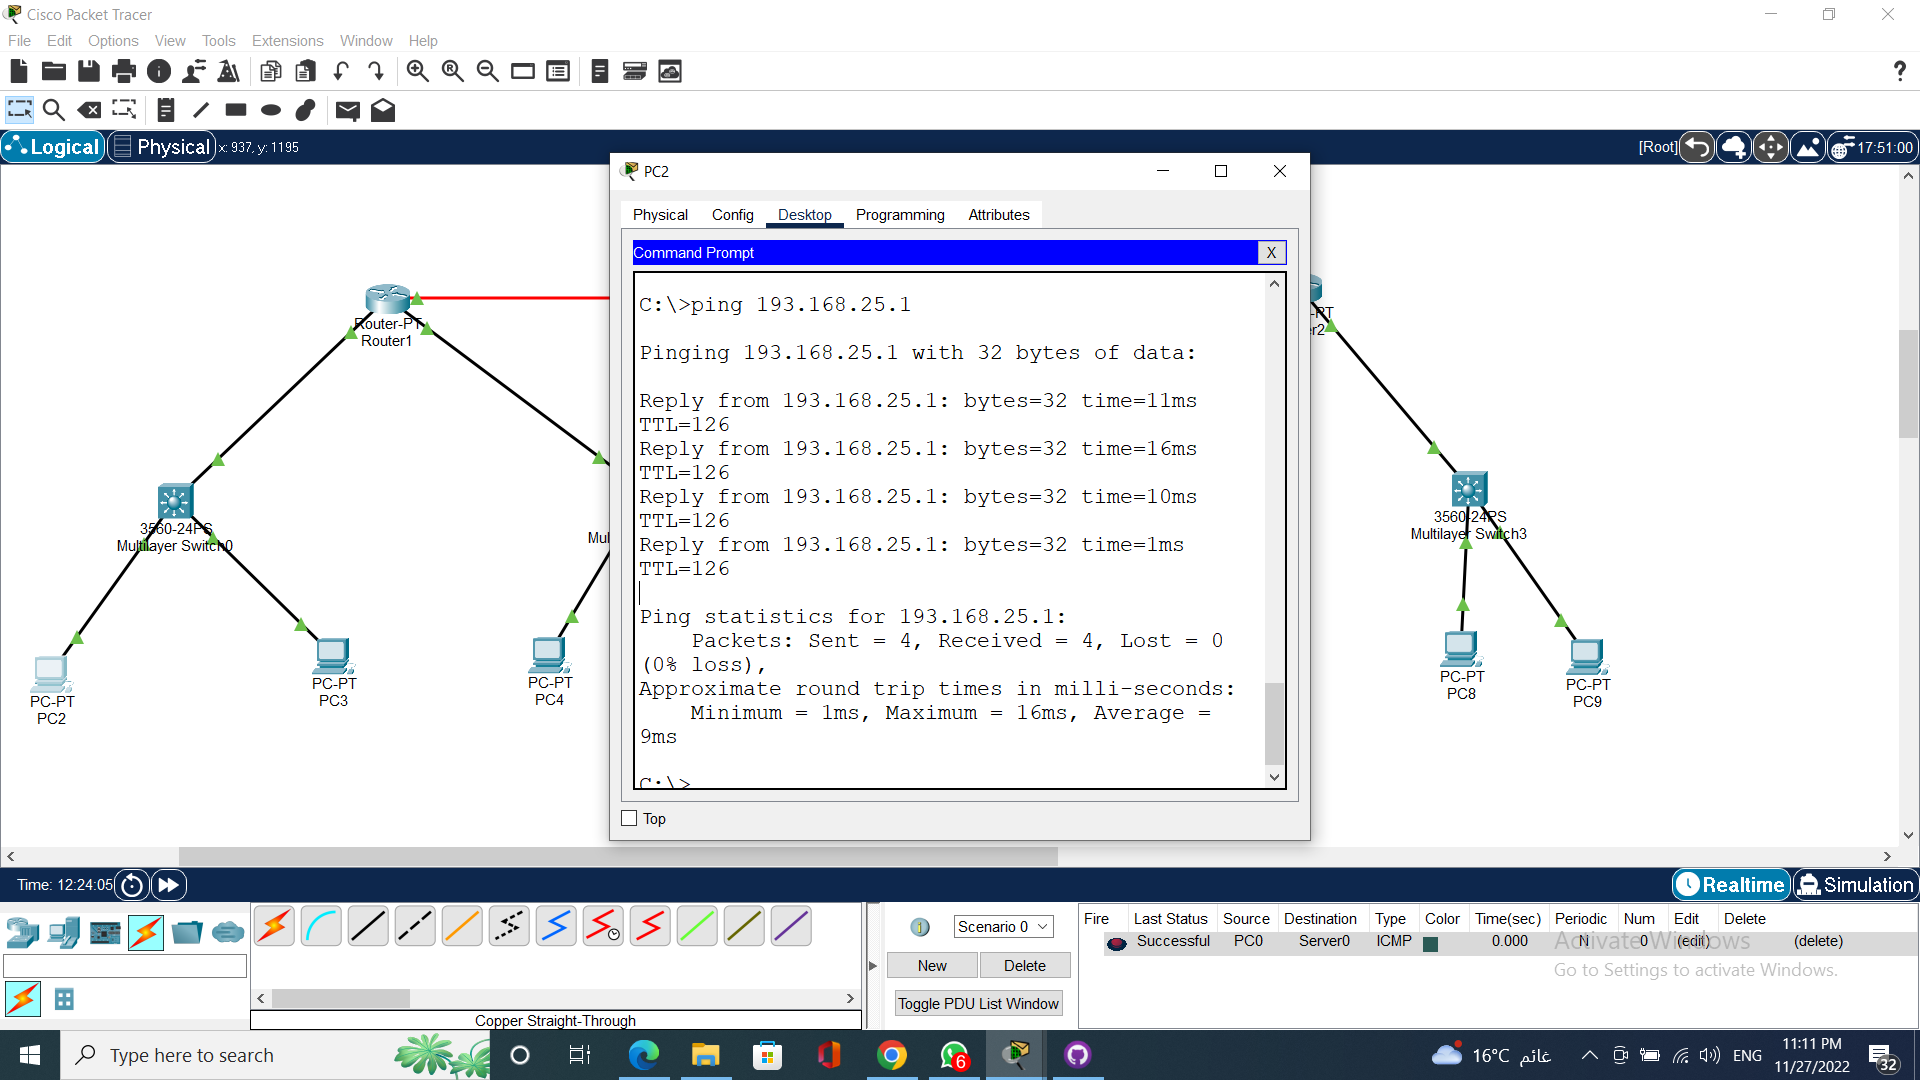 Cisco Packet Tracer
File Edit Options View Tools Extensions Window Help
Logical Physical x: 937, y: 1195 [Root] 17:51:00
PC2
Physical Config Desktop Programming Attributes
Command Prompt X
C:\>ping 193.168.25.1
Pinging 193.168.25.1 with 32 bytes of data:
Reply from 193.168.25.1: bytes=32 time=11ms
TTL=126
Reply from 193.168.25.1: bytes=32 time=16ms
TTL=126
Reply from 193.168.25.1: bytes=32 time=10ms
TTL=126
Reply from 193.168.25.1: bytes=32 time=1ms
TTL=126
Ping statistics for 193.168.25.1:
Packets: Sent = 4, Received = 4, Lost = 0
(0% loss),
Approximate round trip times in milli-seconds:
Minimum = 1ms, Maximum = 16ms, Average =
9ms
C:\>
Top
Router-PT
Router1
-PT
r2
3560-24PS
Multilayer Switch0
Mul
3560-24PS
Multilayer Switch3
PC-PT
PC2
PC-PT
PC3
PC-PT
PC4
PC-PT
PC8
PC-PT
PC9
Time: 12:24:05 Realtime Simulation
Scenario 0
New Delete
Toggle PDU List Window
Copper Straight-Through
Fire Last Status Source Destination Type Color Time(sec) Periodic Num Edit Delete
Successful PC0 Server0 ICMP 0.000 N 0 (edit) (delete)
Activate Windows
Go to Settings to activate Windows.
Type here to search
6
16°C غائم
ENG
11:11 PM
11/27/2022
32